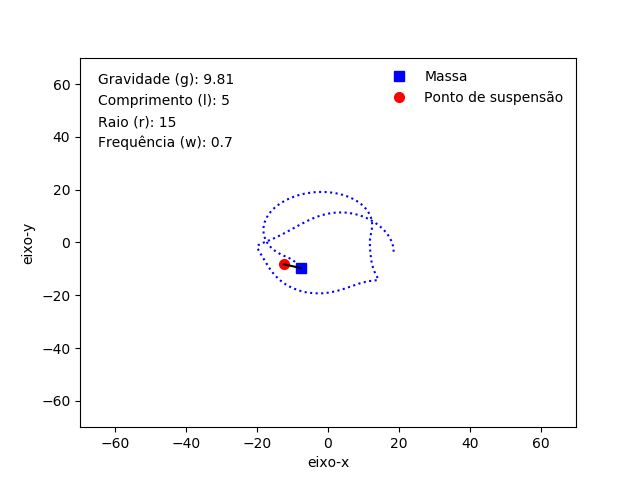 Gravidade (g): 9.81
Comprimento (l): 5
Raio (r): 15
Frequência (w): 0.7
Massa
Ponto de suspensão
60
40
20
0
−20
−40
−60
eixo-y
−60 −40 −20 0 20 40 60
eixo-x